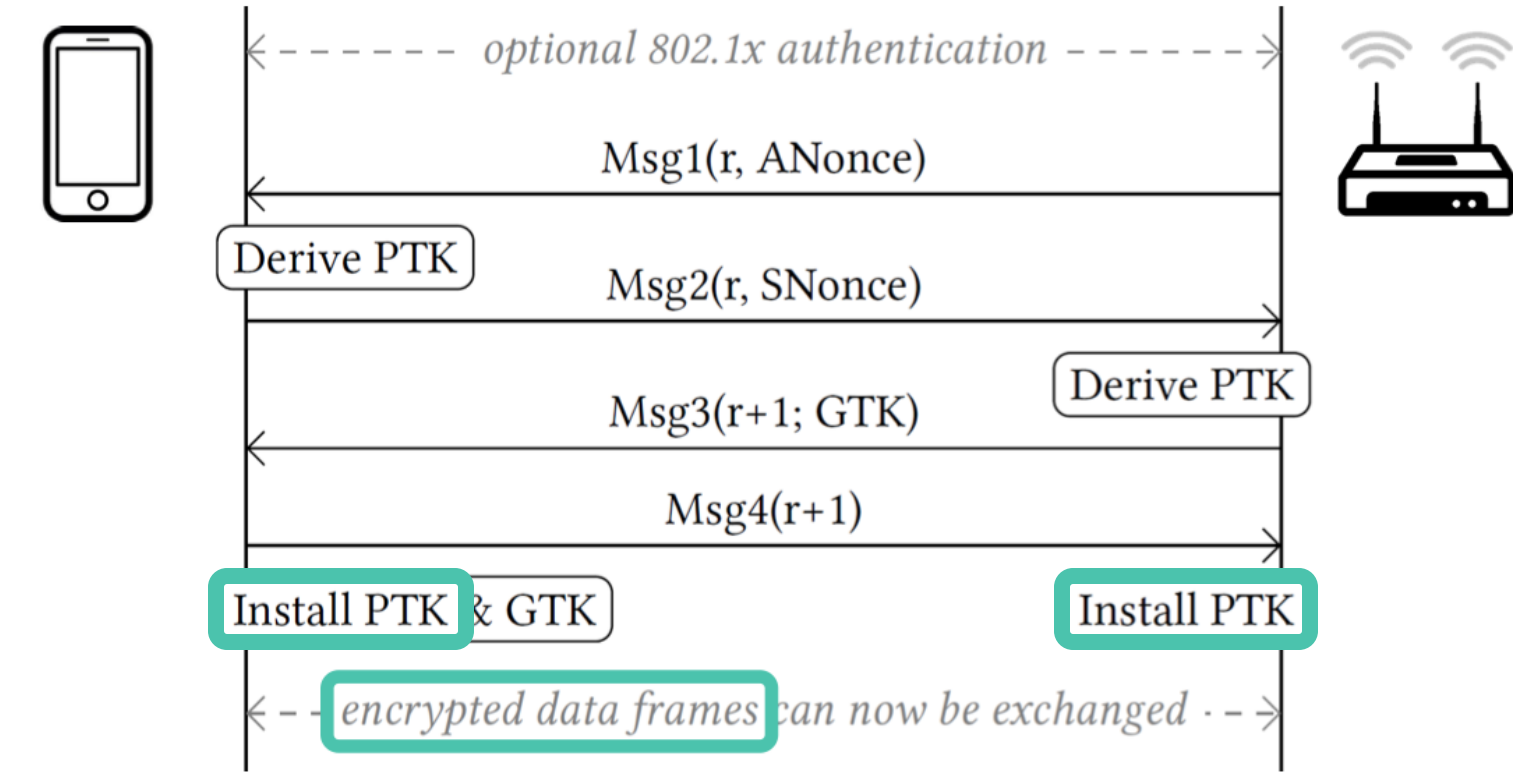 optional 802.1x authentication
Msg1(r, ANonce)
Derive PTK
Msg2(r, SNonce)
Derive PTK
Msg3(r+1; GTK)
Msg4(r+1)
Install PTK & GTK
Install PTK
encrypted data frames can now be exchanged